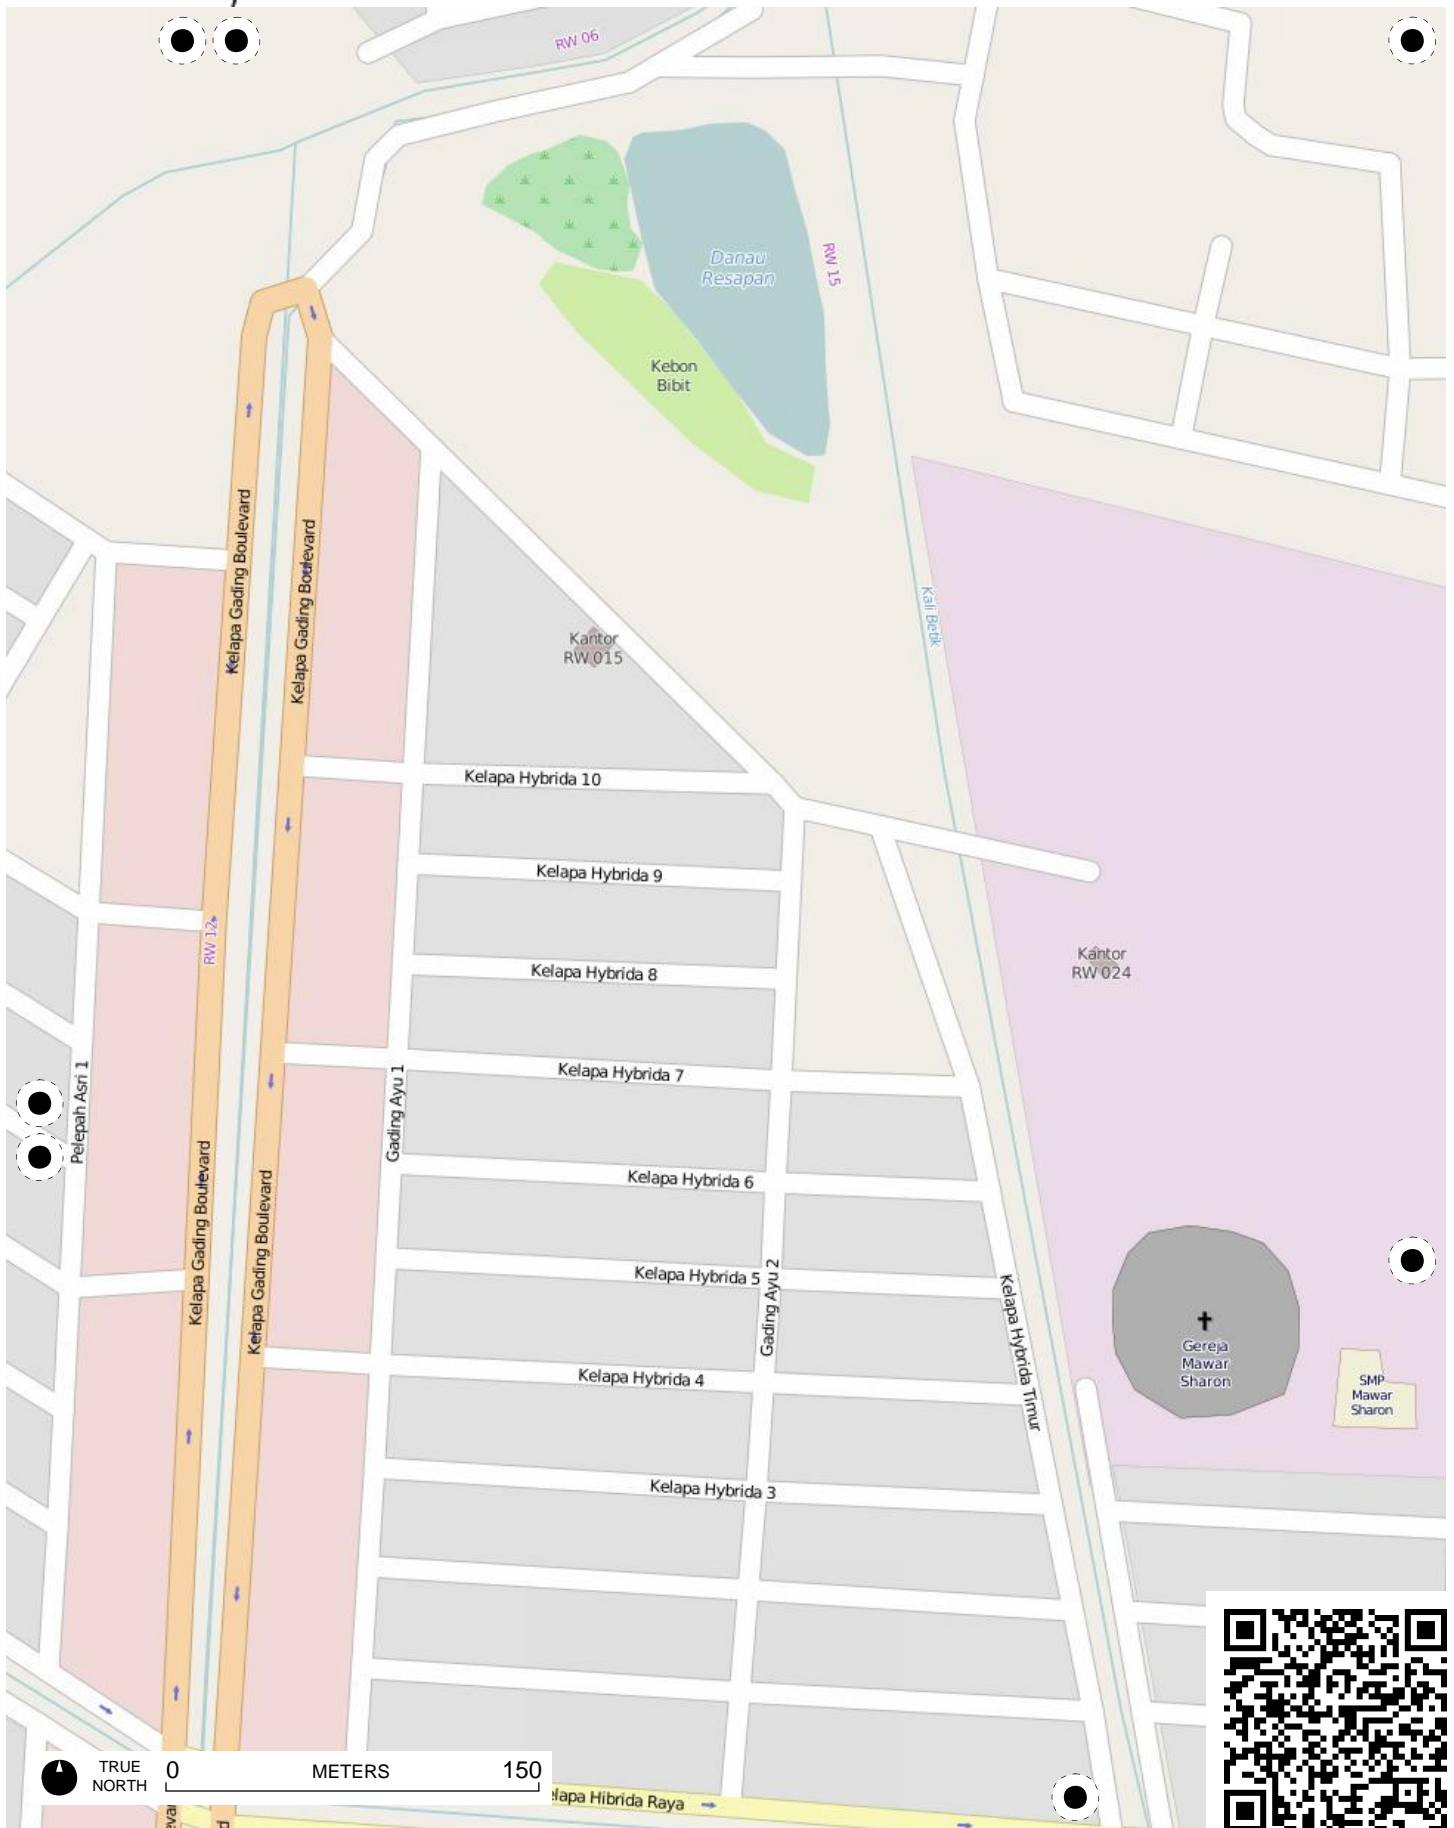 RW 06
Danau
Resapan
RW 15
Kebon
Bibit
Kelapa Gading Boulevard
Kelapa Gading Boulevard
Kali Betik
Kantor
RW 015
Kelapa Hybrida 10
Kelapa Hybrida 9
RW 12
Kelapa Hybrida 8
Kantor
RW 024
Kelapa Hybrida 7
Pelepah Asri 1
Gading Ayu 1
Kelapa Hybrida 6
Kelapa Gading Boulevard
Kelapa Gading Boulevard
Kelapa Hybrida 5
Gading Ayu 2
Kelapa Hybrida Timur
Gereja
Mawar
Sharon
Kelapa Hybrida 4
SMP
Mawar
Sharon
Kelapa Hybrida 3
TRUE
NORTH
0 METERS 150
elapa Hibrida Raya